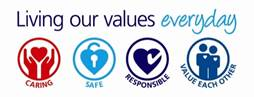 Living our values everyday
CARING
SAFE
RESPONSIBLE
VALUE EACH OTHER